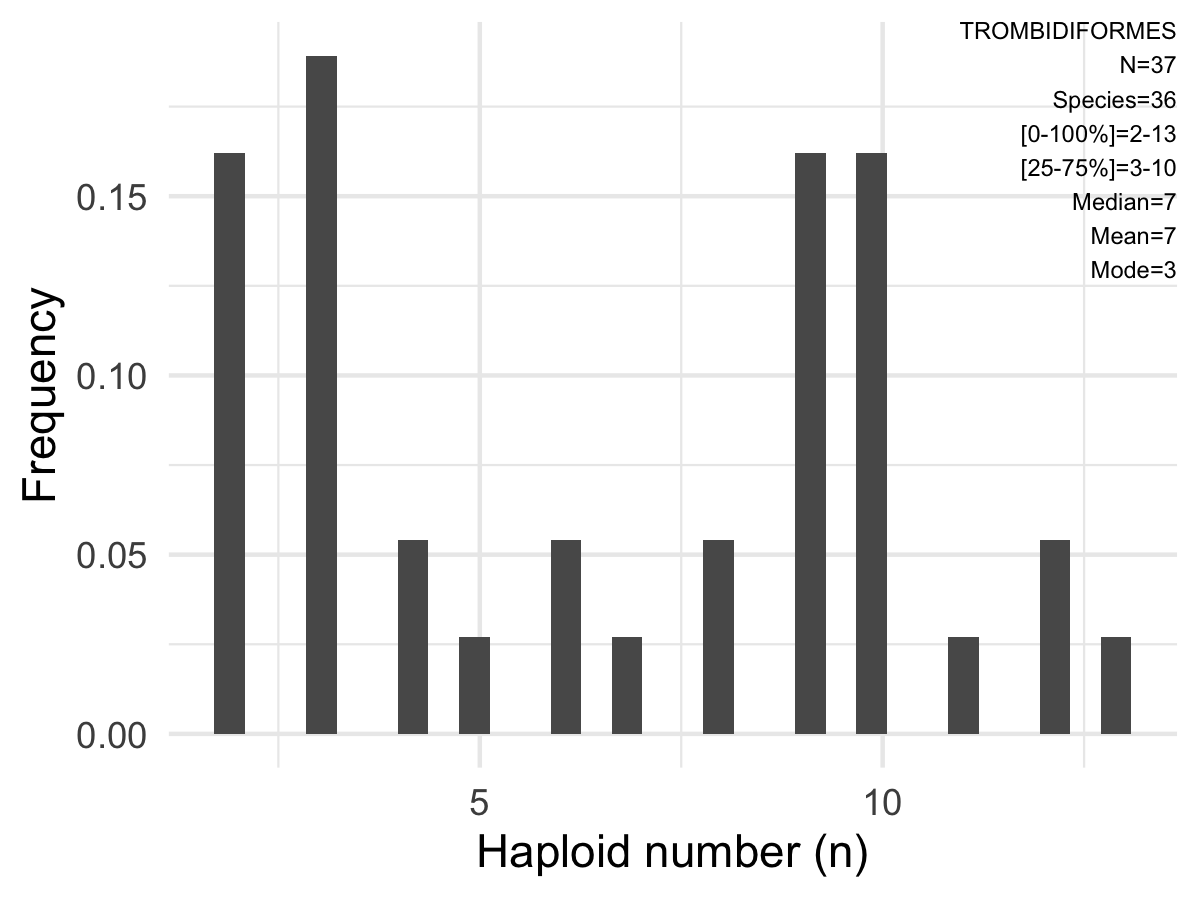 TROMBIDIFORMES
N=37
Species=36
[0-100%]=2-13
[25-75%]=3-10
Median=7
Mean=7
Mode=3
Frequency
0.15
0.10
0.05
0.00
5 10
Haploid number (n)